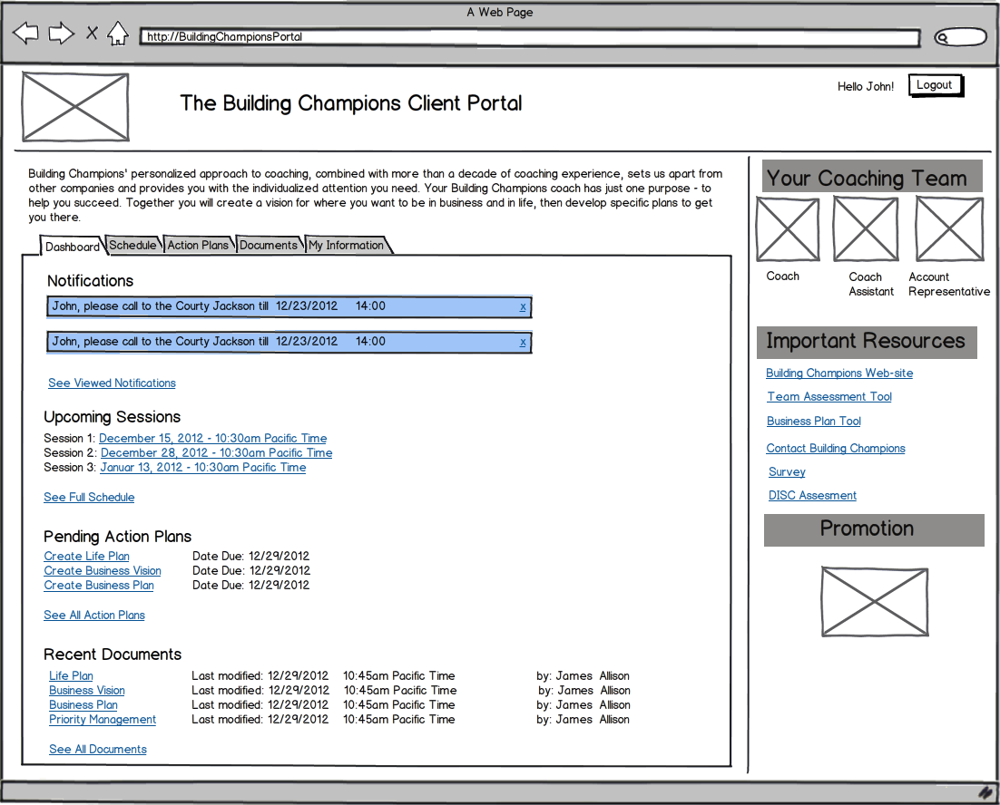 A Web Page
http://BuildingChampionsPortal
The Building Champions Client Portal
Hello John!
Logout
Building Champions' personalized approach to coaching, combined with more than a decade of coaching experience, sets us apart from
other companies and provides you with the individualized attention you need. Your Building Champions coach has just one purpose - to
help you succeed. Together you will create a vision for where you want to be in business and in life, then develop specific plans to get
you there.
Dashboard Schedule Action Plans Documents My Information
Notifications
John, please call to the Courty Jackson till 12/23/2012 14:00 x
John, please call to the Courty Jackson till 12/23/2012 14:00 x
See Viewed Notifications
Upcoming Sessions
Session 1: December 15, 2012 - 10:30am Pacific Time
Session 2: December 28, 2012 - 10:30am Pacific Time
Session 3: Januar 13, 2012 - 10:30am Pacific Time
See Full Schedule
Pending Action Plans
Create Life Plan Date Due: 12/29/2012
Create Business Vision Date Due: 12/29/2012
Create Business Plan Date Due: 12/29/2012
See All Action Plans
Recent Documents
Life Plan Last modified: 12/29/2012 10:45am Pacific Time by: James Allison
Business Vision Last modified: 12/29/2012 10:45am Pacific Time by: James Allison
Business Plan Last modified: 12/29/2012 10:45am Pacific Time by: James Allison
Priority Management Last modified: 12/29/2012 10:45am Pacific Time by: James Allison
See All Documents
Your Coaching Team
Coach
Coach
Assistant
Account
Representative
Important Resources
Building Champions Web-site
Team Assessment Tool
Business Plan Tool
Contact Building Champions
Survey
DISC Assesment
Promotion